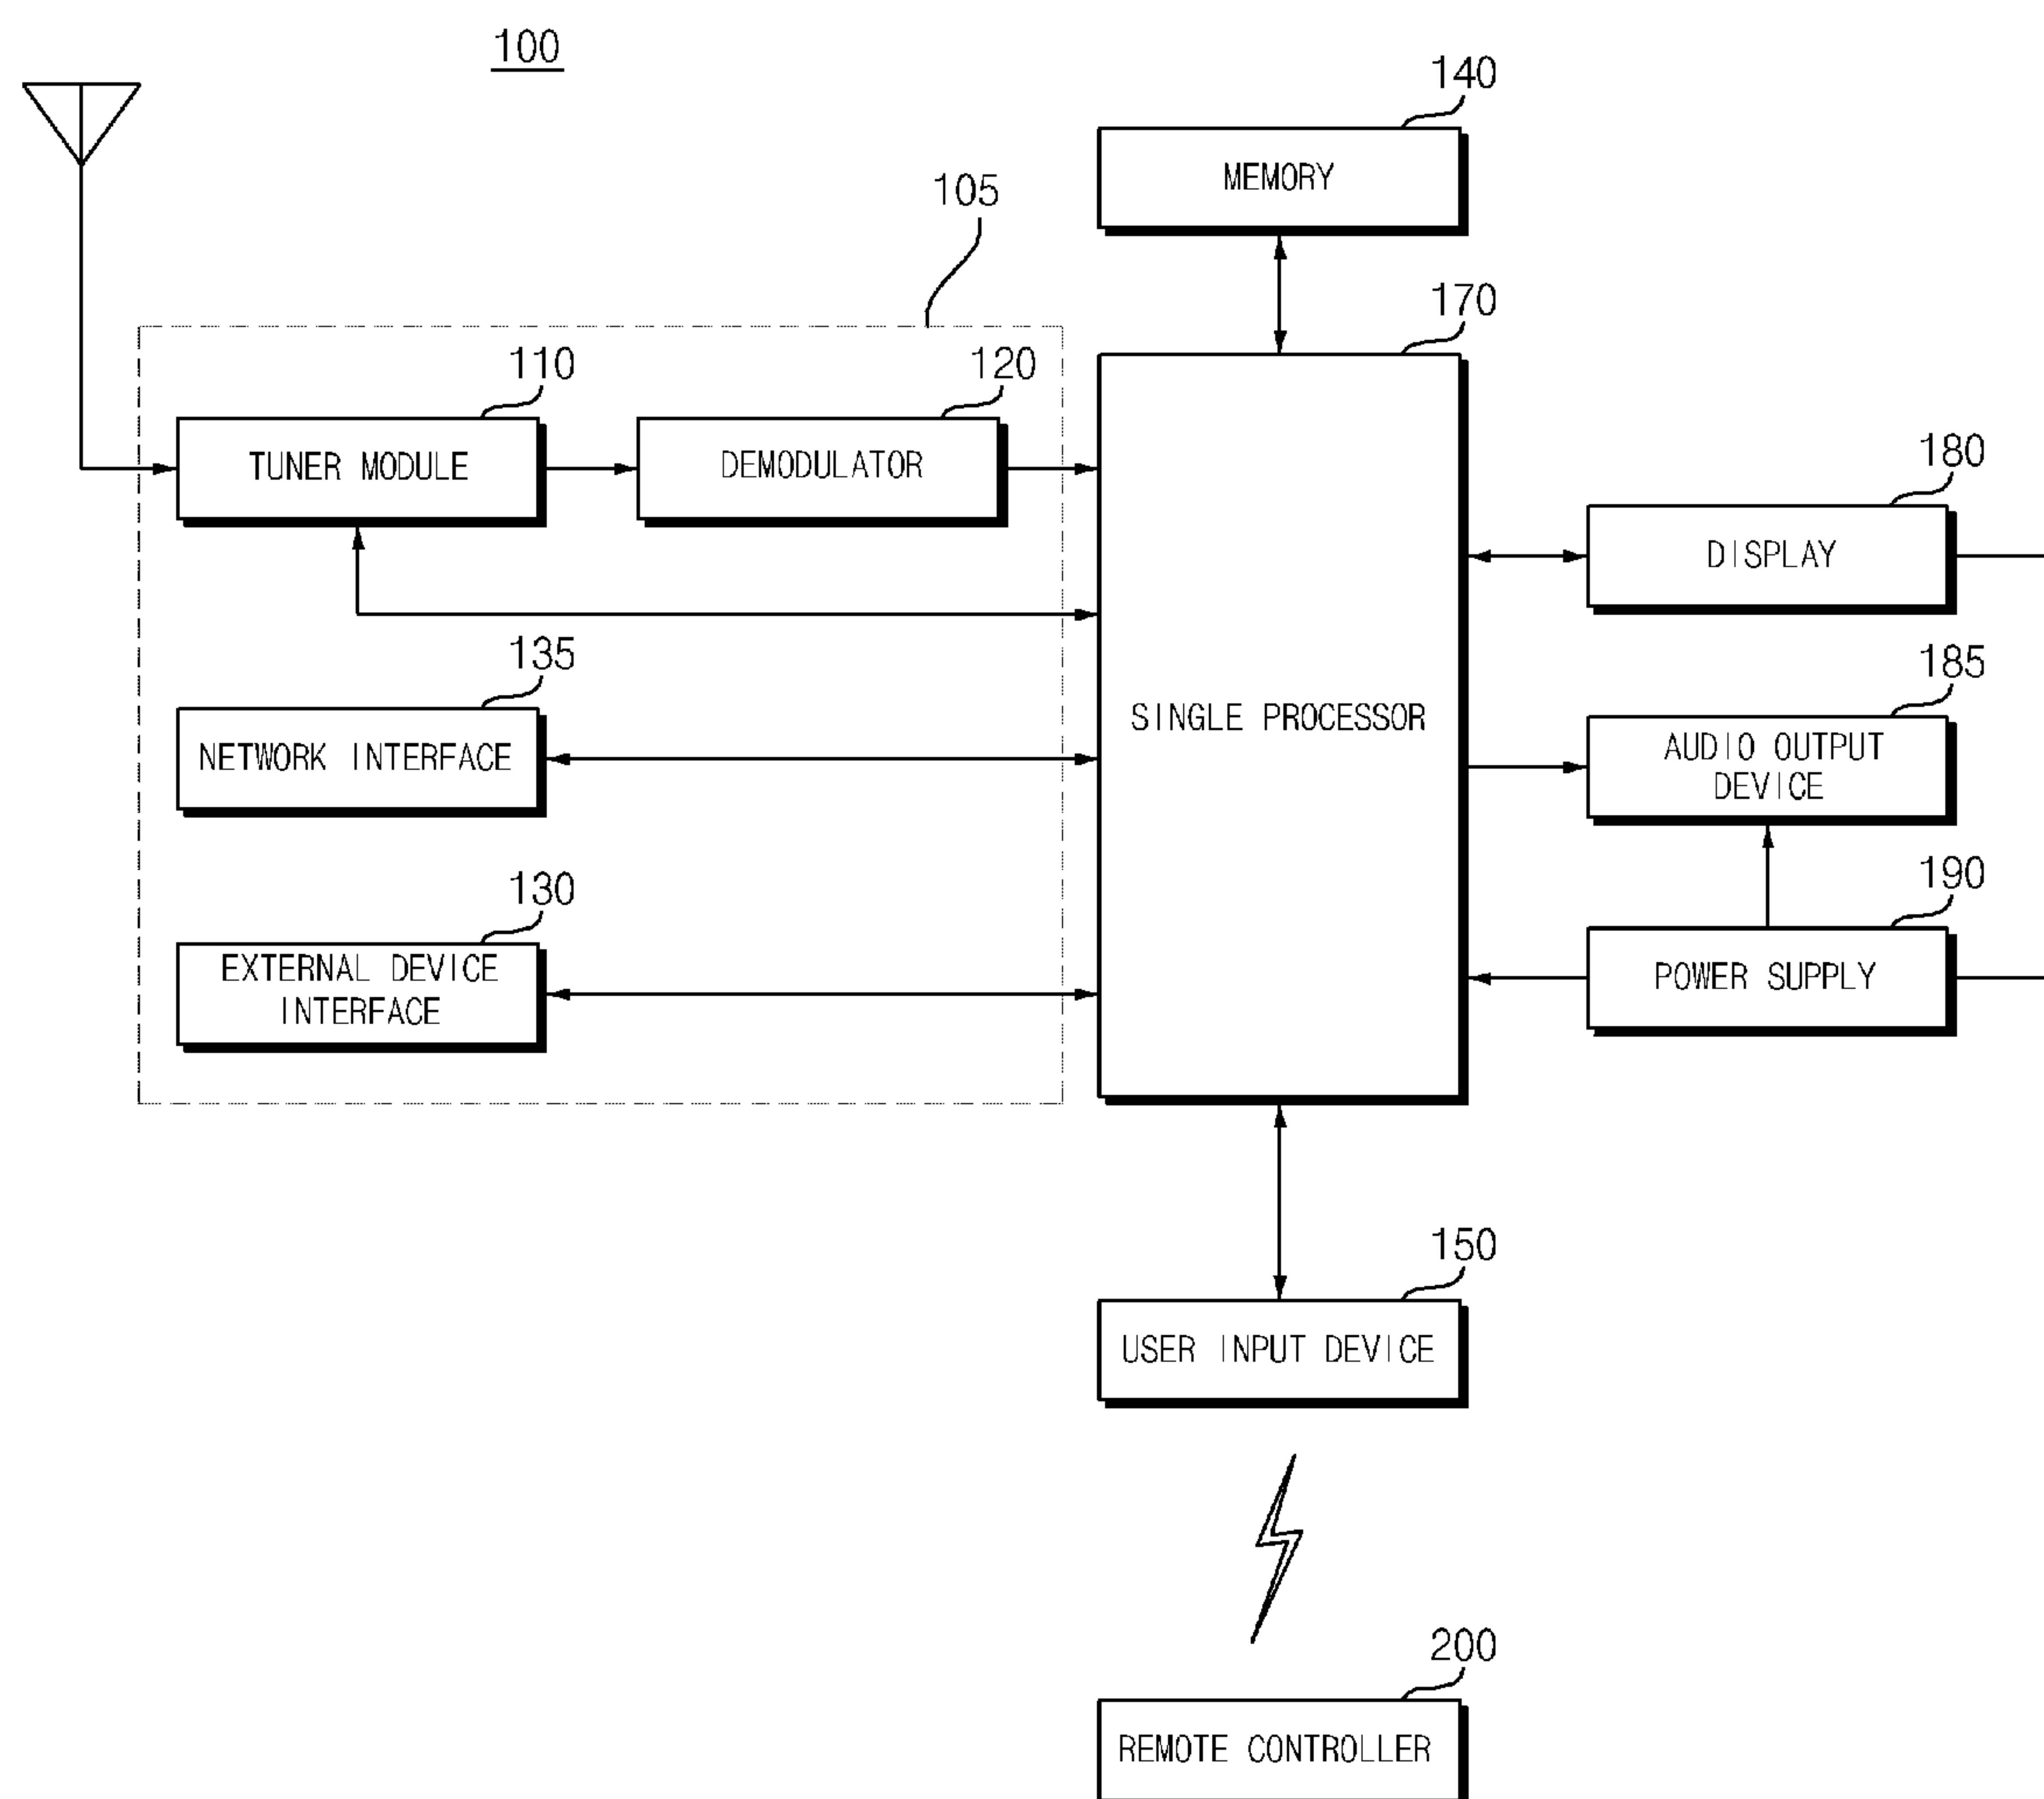 100
140
MEMORY
105
170
110
120
TUNER MODULE
DEMODULATOR
180
DISPLAY
135
185
NETWORK INTERFACE
SINGLE PROCESSOR
AUDIO OUTPUT
DEVICE
130
190
EXTERNAL DEVICE
INTERFACE
POWER SUPPLY
150
USER INPUT DEVICE
200
REMOTE CONTROLLER